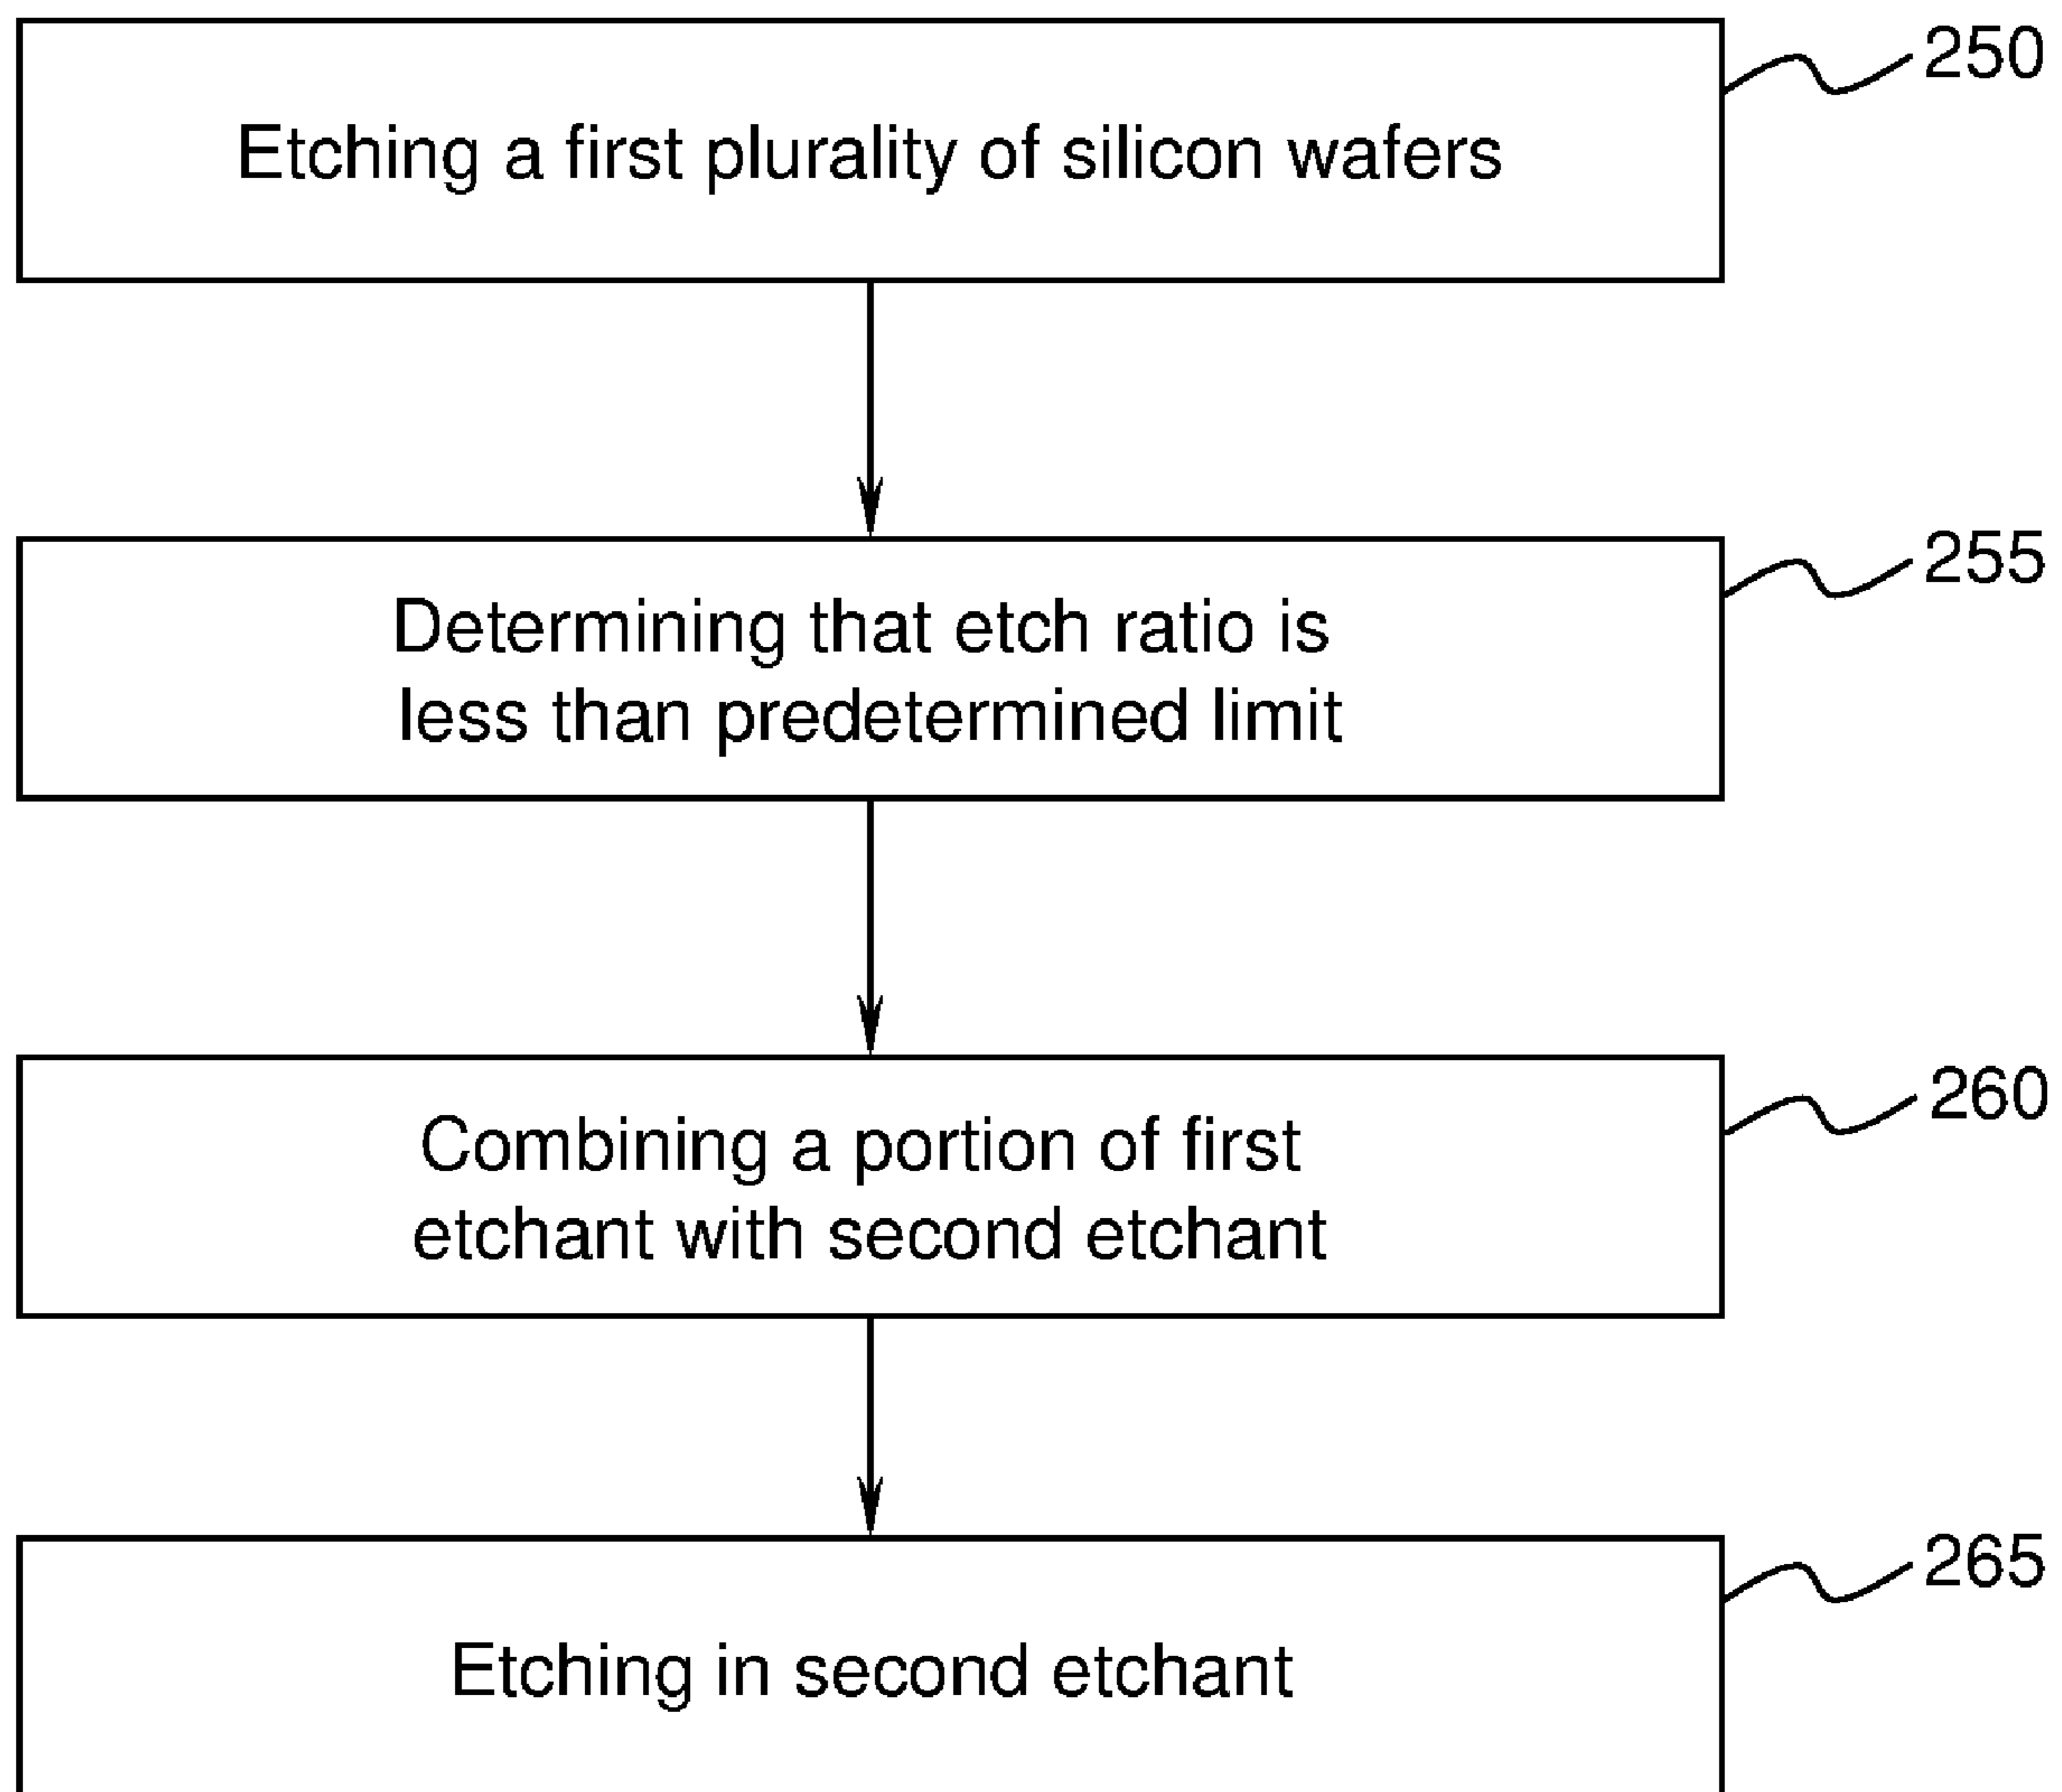 250
Etching a first plurality of silicon wafers
255
Determining that etch ratio is
less than predetermined limit
260
Combining a portion of first
etchant with second etchant
265
Etching in second etchant